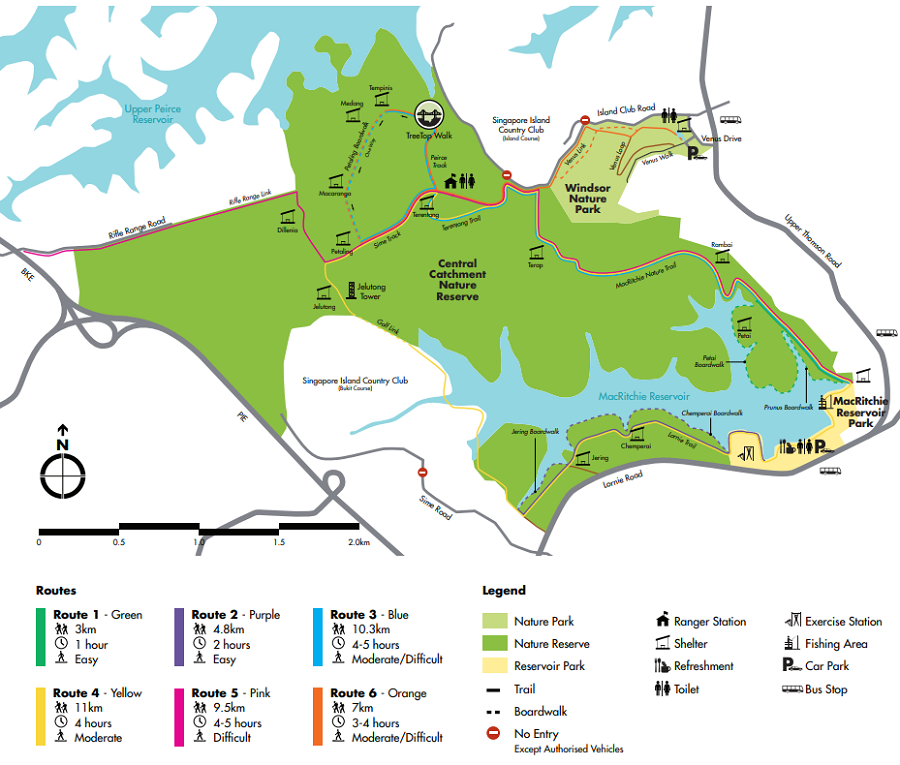 Upper Peirce
Reservoir
Tempinis
Medang
TreeTop Walk
Petaling Boardwalk
One Way
Peirce
Track
Macaranga
Singapore Island
Country Club
(Island Course)
Island Club Road
Venus Drive
Venus Link
Venus Loop
Venus Walk
Windsor
Nature
Park
Rifle Range Road
Rifle Range Link
Dillenia
Petaling
Sime Track
Terentang
Terentang Trail
Terap
Rambai
MacRitchie Nature Trail
Upper Thomson Road
BKE
Central
Catchment
Nature
Reserve
Jelutong
Jelutong
Tower
Golf Link
Petai
Petai
Boardwalk
Singapore Island Country Club
(Bukit Course)
MacRitchie Reservoir
Prunus Boardwalk
MacRitchie
Reservoir
Park
Chemperai Boardwalk
PIE
Jering Boardwalk
Chemperai
Lornie Trail
Jering
Lornie Road
Sime Road
N
0 0.5 1.0 1.5 2.0km
Routes
Route 1 - Green
3km
1 hour
Easy
Route 2 - Purple
4.8km
2 hours
Easy
Route 3 - Blue
10.3km
4-5 hours
Moderate/Difficult
Route 4 - Yellow
11km
4 hours
Moderate
Route 5 - Pink
9.5km
4-5 hours
Difficult
Route 6 - Orange
7km
3-4 hours
Moderate/Difficult
Legend
Nature Park
Nature Reserve
Reservoir Park
Trail
Boardwalk
No Entry
Except Authorised Vehicles
Ranger Station
Shelter
Refreshment
Toilet
Exercise Station
Fishing Area
Car Park
Bus Stop